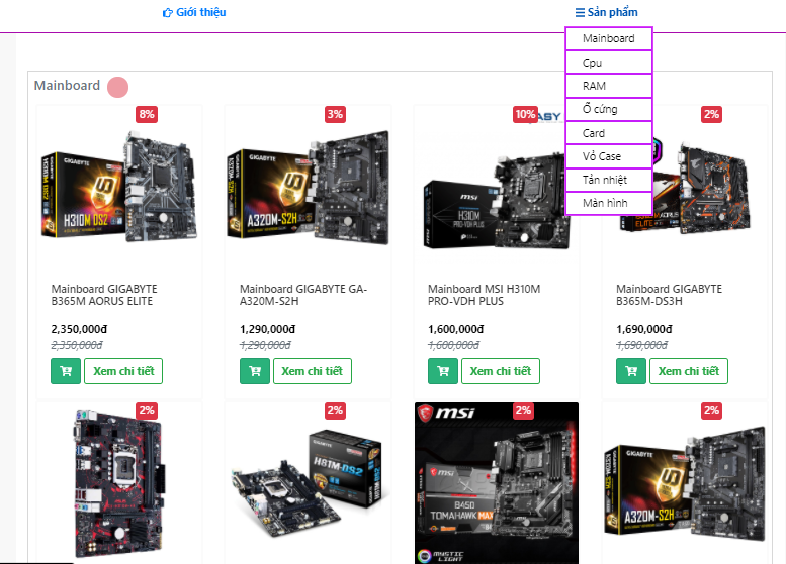 Giới thiệu
Sản phẩm
Mainboard
Cpu
RAM
Ổ cứng
Card
Vỏ Case
Tản nhiệt
Màn hình
Mainboard
8%
3%
10%
2%
GIGABYTE
H310M DS2
GIGABYTE
A320M-S2H
msi
H310M
PRO-VDH PLUS
Mainboard GIGABYTE
B365M AORUS ELITE
2,350,000đ
2,350,000đ
Xem chi tiết
Mainboard GIGABYTE GA-
A320M-S2H
1,290,000đ
1,290,000đ
Xem chi tiết
Mainboard MSI H310M
PRO-VDH PLUS
1,600,000đ
1,600,000đ
Xem chi tiết
Mainboard GIGABYTE
B365M-DS3H
1,690,000đ
1,690,000đ
Xem chi tiết
2%
2%
2%
2%
H81M-DS2
msi
B450
TOMAHAWK MAX
MYSTIC
LIGHT
GIGABYTE
A320M-S2H